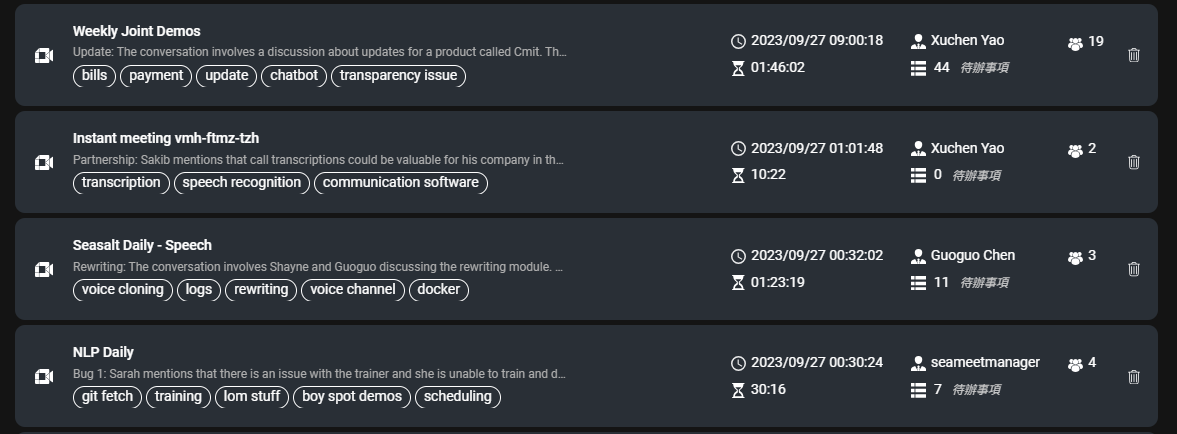 Weekly Joint Demos
Update: The conversation involves a discussion about updates for a product called Cmit. Th...
bills payment update chatbot transparency issue
2023/09/27 09:00:18 Xuchen Yao 19
01:46:02 44 待辦事項
Instant meeting vmh-ftmz-tzh
Partnership: Sakib mentions that call transcriptions could be valuable for his company in th...
transcription speech recognition communication software
2023/09/27 01:01:48 Xuchen Yao 2
10:22 0 待辦事項
Seasalt Daily - Speech
Rewriting: The conversation involves Shayne and Guoguo discussing the rewriting module. ...
voice cloning logs rewriting voice channel docker
2023/09/27 00:32:02 Guoguo Chen 3
01:23:19 11 待辦事項
NLP Daily
Bug 1: Sarah mentions that there is an issue with the trainer and she is unable to train and d...
git fetch training lom stuff boy spot demos scheduling
2023/09/27 00:30:24 seameetmanager 4
30:16 7 待辦事項